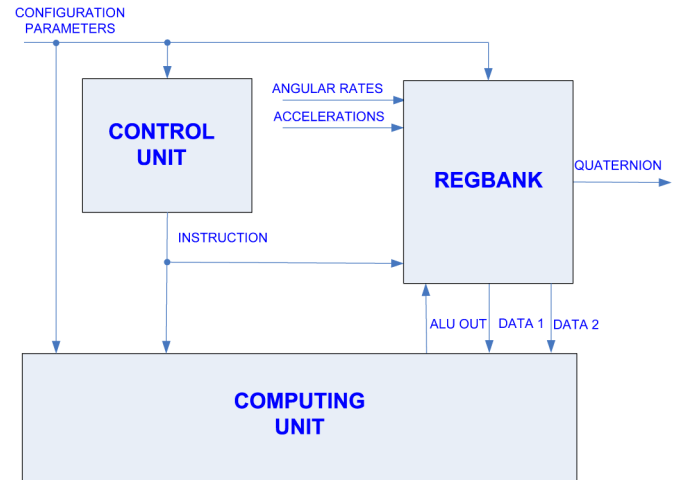 CONFIGURATION
PARAMETERS
ANGULAR RATES
ACCELERATIONS
CONTROL
UNIT
REGBANK
QUATERNION
INSTRUCTION
ALU OUT
DATA 1
DATA 2
COMPUTING
UNIT